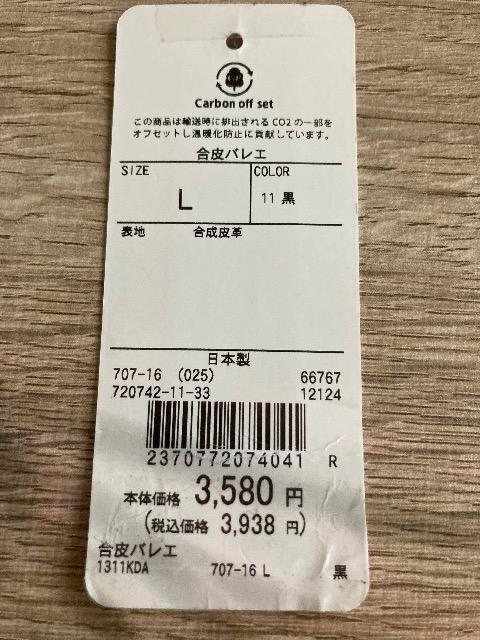 Carbon off set
この商品は輸送時に排出されるCO2の一部を
オフセットし温暖化防止に貢献しています。
合皮バレエ
SIZE COLOR
L 11 黒
表地 合成皮革
日本製
707-16 (025) 66767
720742-11-33 12124
2370772074041 R
本体価格 3,580 円
(税込価格 3,938 円)
合皮バレエ
1311KDA 707-16 L 黒